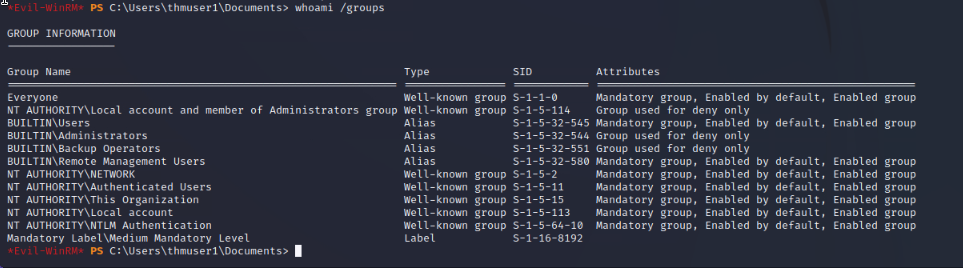 *Evil-WinRM* PS C:\Users\thmuser1\Documents> whoami /groups
GROUP INFORMATION
Group Name Type SID Attributes
Everyone Well-known group S-1-1-0 Mandatory group, Enabled by default, Enabled group
NT AUTHORITY\Local account and member of Administrators group Well-known group S-1-5-114 Group used for deny only
BUILTIN\Users Alias S-1-5-32-545 Mandatory group, Enabled by default, Enabled group
BUILTIN\Administrators Alias S-1-5-32-544 Group used for deny only
BUILTIN\Backup Operators Alias S-1-5-32-551 Group used for deny only
BUILTIN\Remote Management Users Alias S-1-5-32-580 Mandatory group, Enabled by default, Enabled group
NT AUTHORITY\NETWORK Well-known group S-1-5-2 Mandatory group, Enabled by default, Enabled group
NT AUTHORITY\Authenticated Users Well-known group S-1-5-11 Mandatory group, Enabled by default, Enabled group
NT AUTHORITY\This Organization Well-known group S-1-5-15 Mandatory group, Enabled by default, Enabled group
NT AUTHORITY\Local account Well-known group S-1-5-113 Mandatory group, Enabled by default, Enabled group
NT AUTHORITY\NTLM Authentication Well-known group S-1-5-64-10 Mandatory group, Enabled by default, Enabled group
Mandatory Label\Medium Mandatory Level Label S-1-16-8192
*Evil-WinRM* PS C:\Users\thmuser1\Documents>